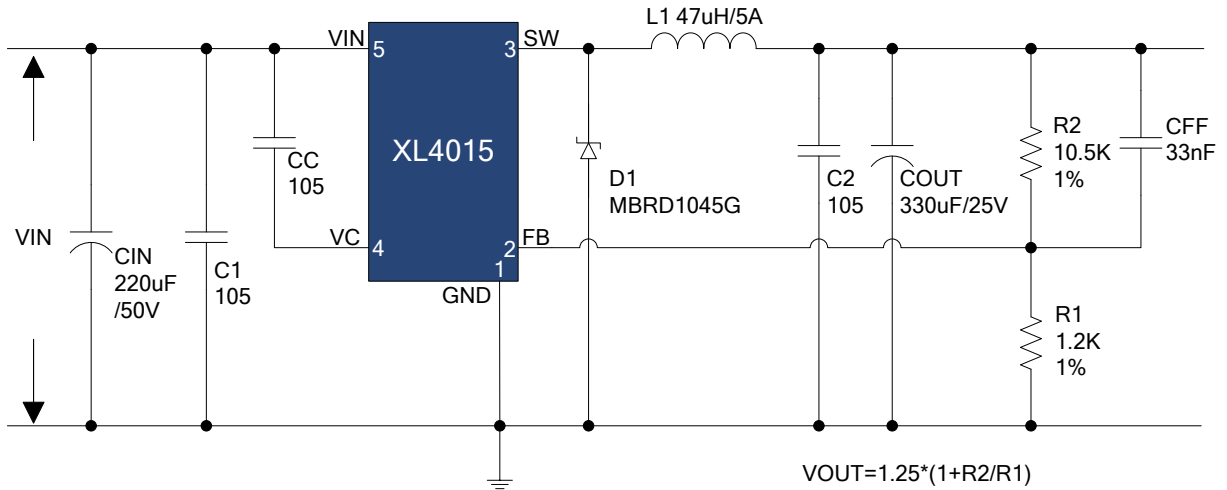 L1 47uH/5A
VIN
5
3
SW
XL4015
CC
105
VC
4
2
FB
1
GND
VIN
CIN
220uF
/50V
C1
105
D1
MBRD1045G
C2
105
COUT
330uF/25V
R2
10.5K
1%
CFF
33nF
R1
1.2K
1%
VOUT=1.25*(1+R2/R1)